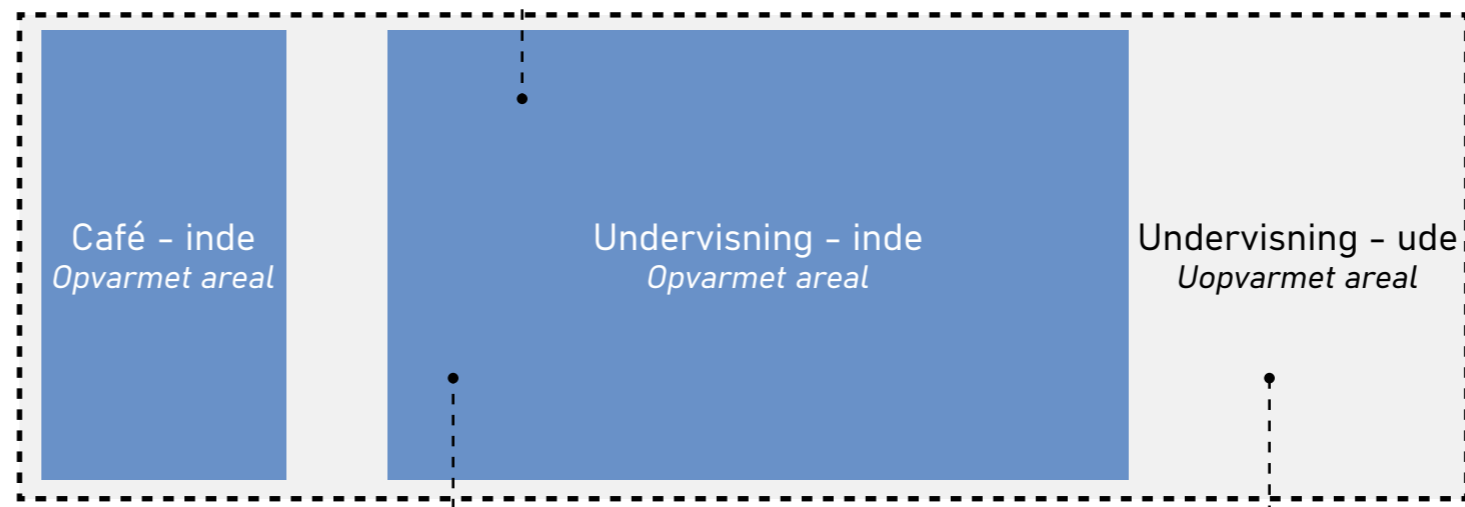 Café - inde
Opvarmet areal
Undervisning - inde
Opvarmet areal
Undervisning - ude
Uopvarmet areal